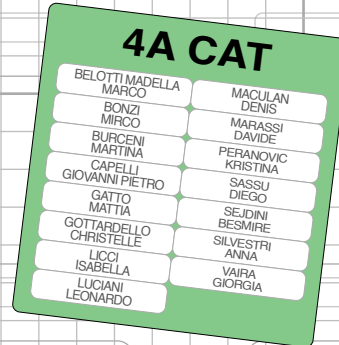 4A CAT
BELOTTI MADELLA
MARCO
BONZI
MIRCO
BURCENI
MARTINA
CAPELLI
GIOVANNI PIETRO
GATTO
MATTIA
GOTTARDELLO
CHRISTELLE
LICCI
ISABELLA
LUCIANI
LEONARDO
MACULAN
DENIS
MARASSI
DAVIDE
PERANOVIC
KRISTINA
SASSU
DIEGO
SEJDINI
BESMIRE
SILVESTRI
ANNA
VAIRA
GIORGIA